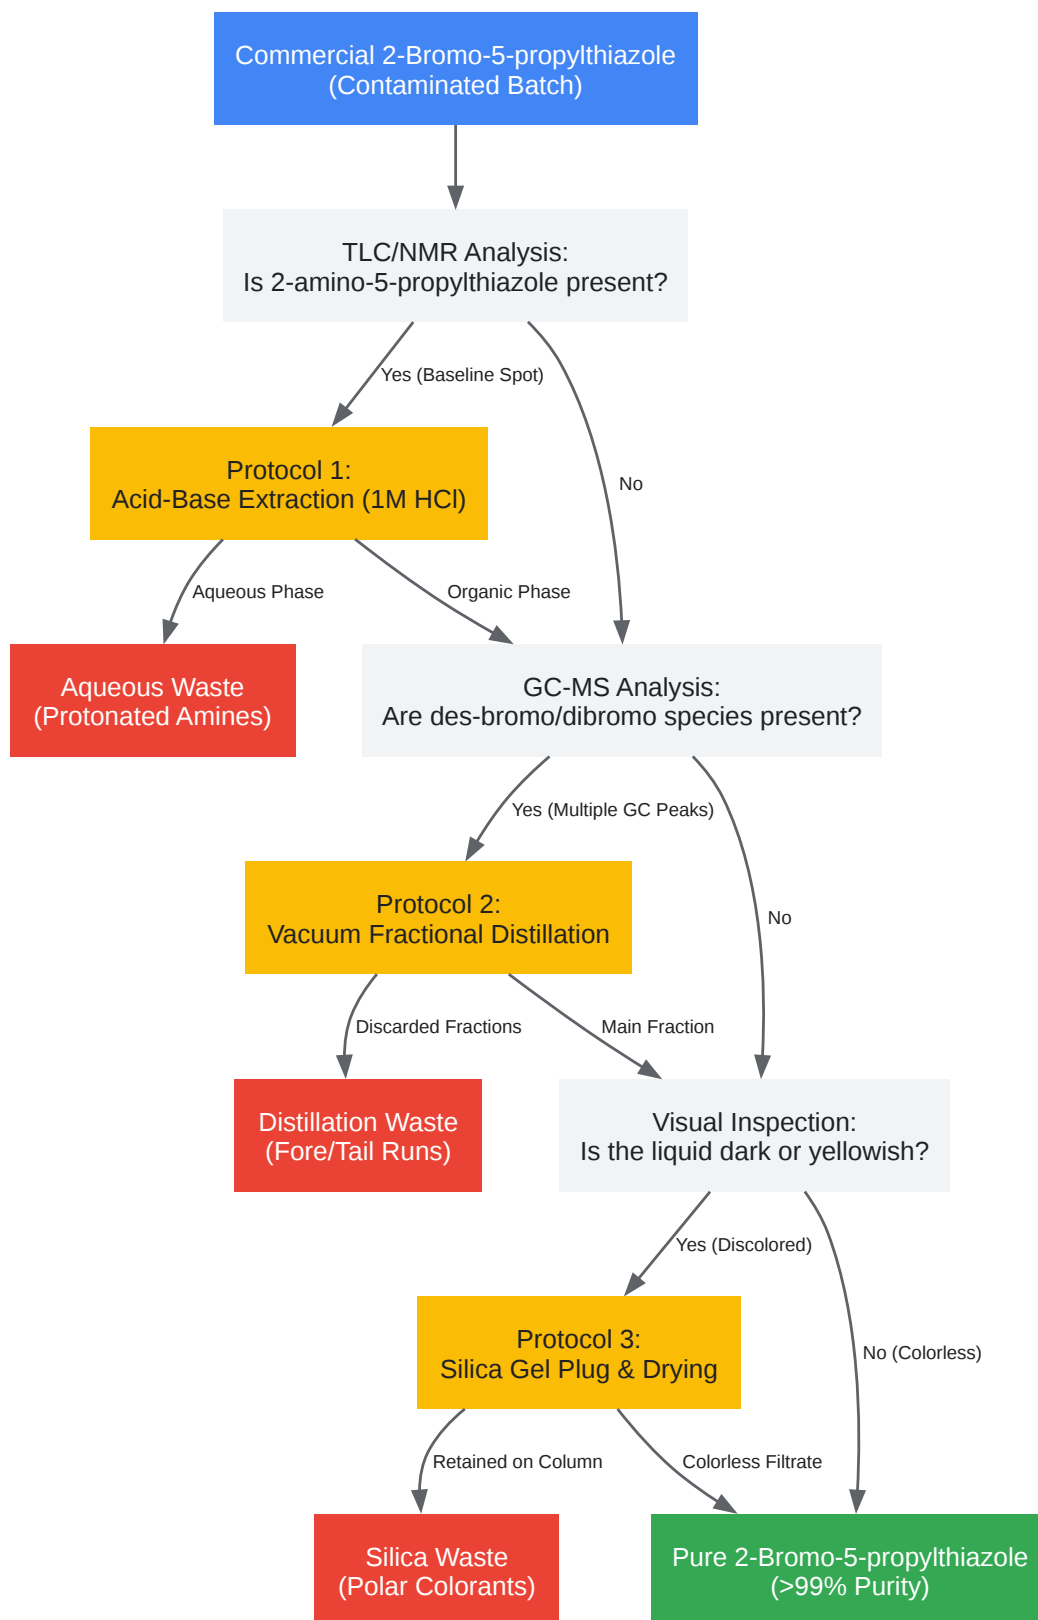 Commercial 2-Bromo-5-propylthiazole
(Contaminated Batch)
TLC/NMR Analysis:
Is 2-amino-5-propylthiazole present?
Yes (Baseline Spot)
No
Protocol 1:
Acid-Base Extraction (1M HCl)
Aqueous Phase
Organic Phase
Aqueous Waste
(Protonated Amines)
GC-MS Analysis:
Are des-bromo/dibromo species present?
Yes (Multiple GC Peaks)
No
Protocol 2:
Vacuum Fractional Distillation
Discarded Fractions
Main Fraction
Distillation Waste
(Fore/Tail Runs)
Visual Inspection:
Is the liquid dark or yellowish?
Yes (Discolored)
No (Colorless)
Protocol 3:
Silica Gel Plug & Drying
Retained on Column
Colorless Filtrate
Silica Waste
(Polar Colorants)
Pure 2-Bromo-5-propylthiazole
(>99% Purity)